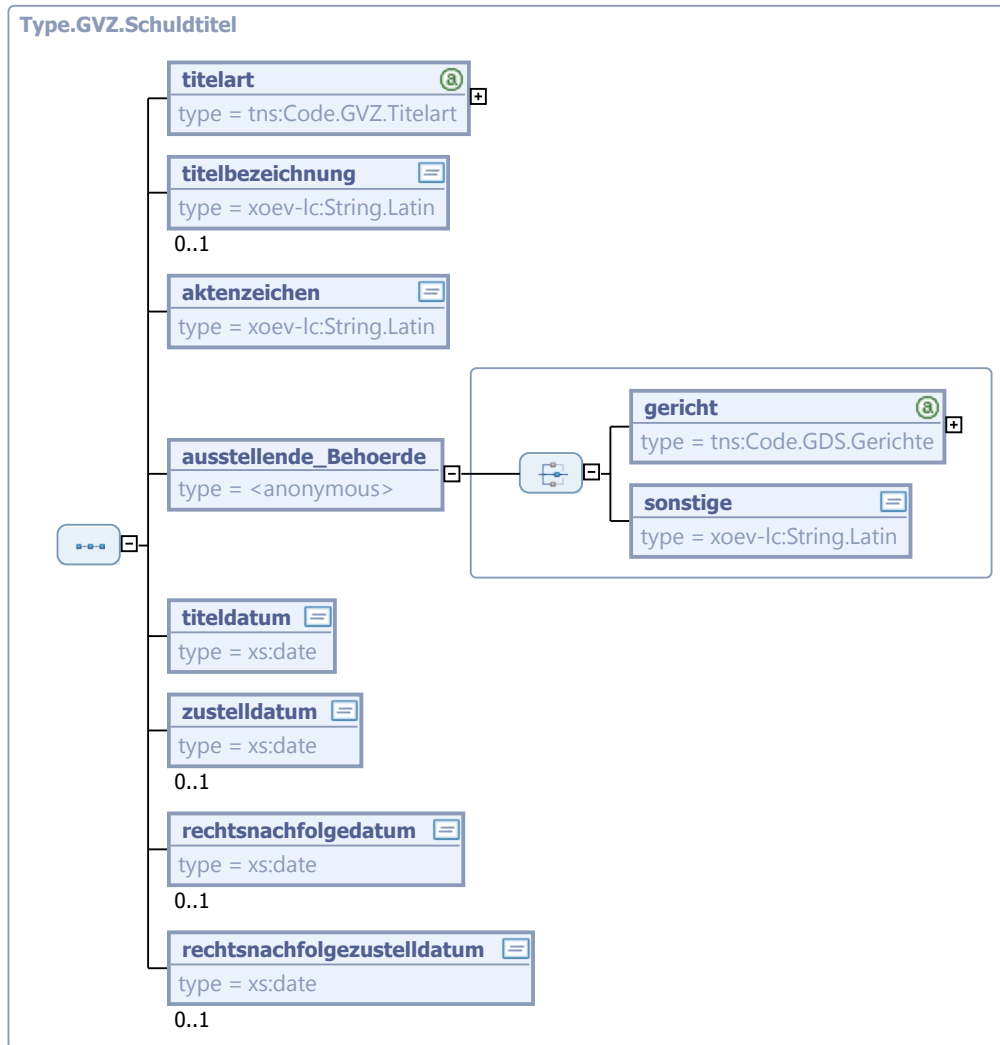 Type.GVZ.Schuldtitel
titelart
type = tns:Code.GVZ.Titelart
titelbezeichnung
type = xoev-lc:String.Latin
0..1
aktenzeichen
type = xoev-lc:String.Latin
ausstellende_Behoerde
type = <anonymous>
gericht
type = tns:Code.GDS.Gerichte
sonstige
type = xoev-lc:String.Latin
titeldatum
type = xs:date
zustelldatum
type = xs:date
0..1
rechtsnachfolgedatum
type = xs:date
0..1
rechtsnachfolgezustelldatum
type = xs:date
0..1